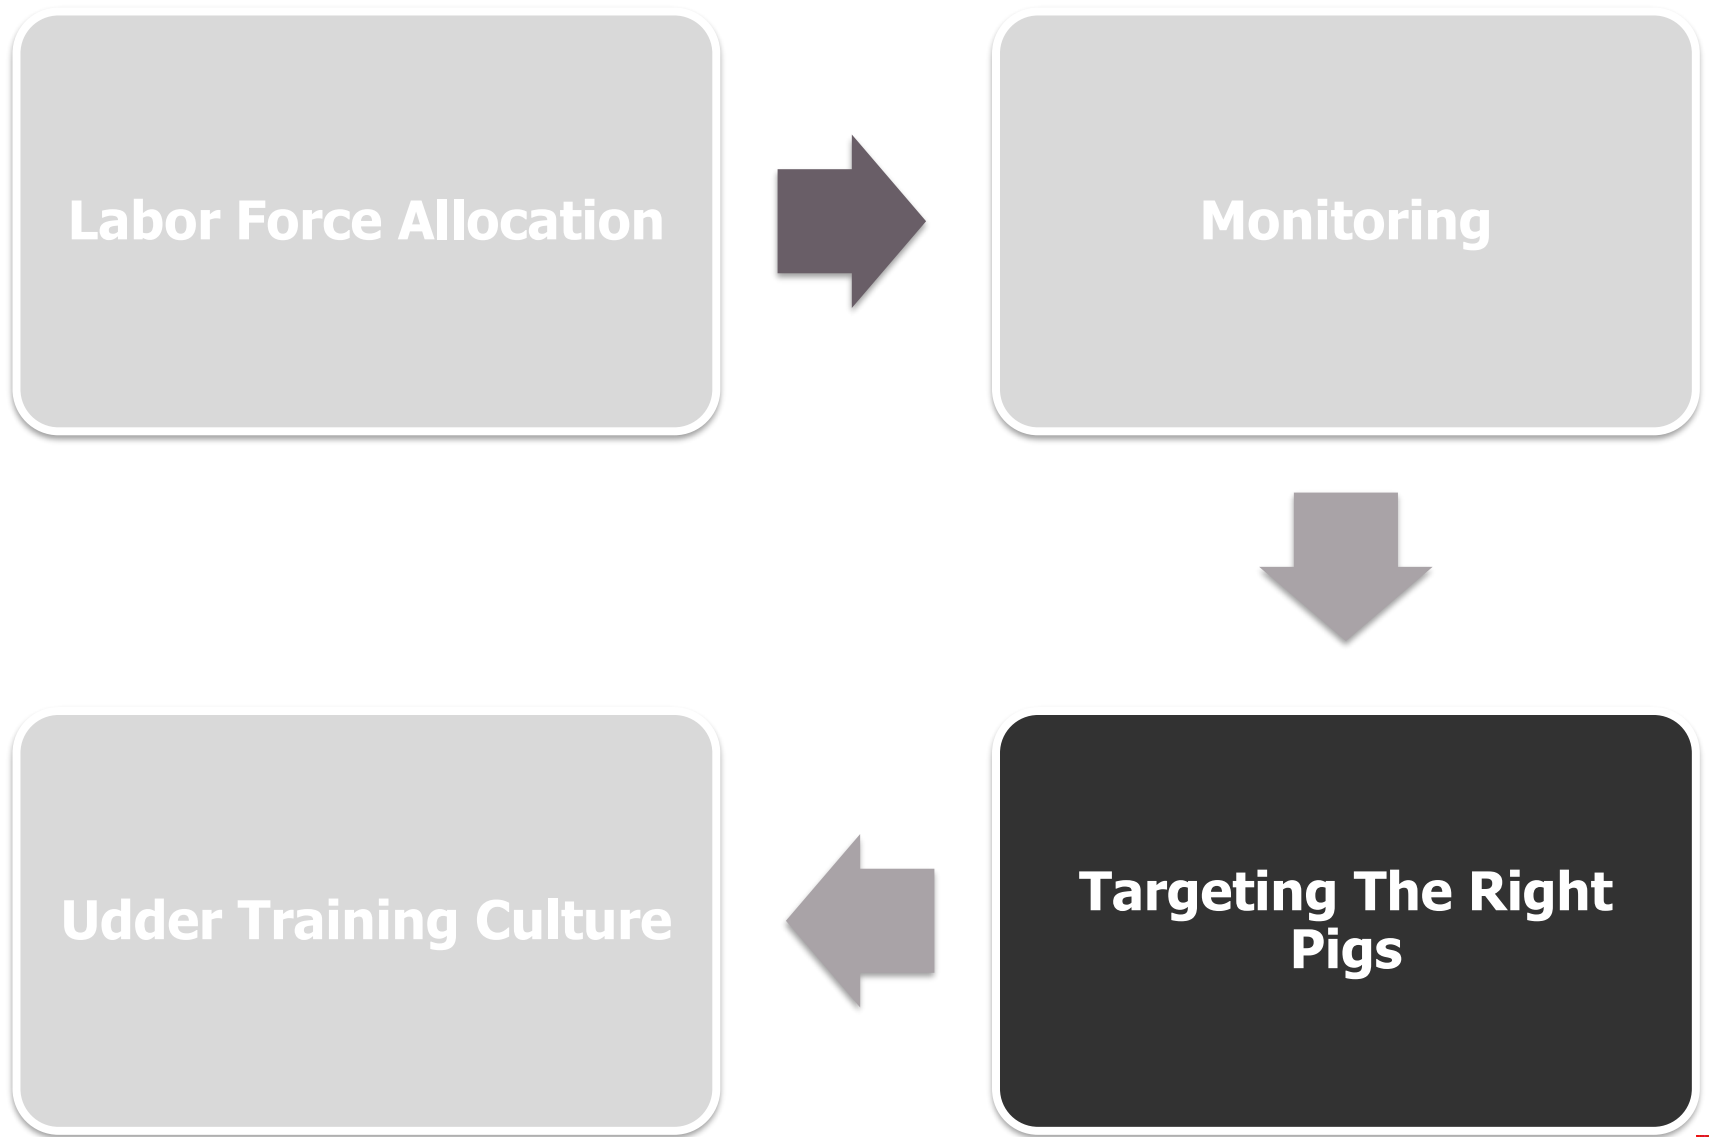 Labor Force Allocation
Monitoring
Targeting The Right
Pigs
Udder Training Culture